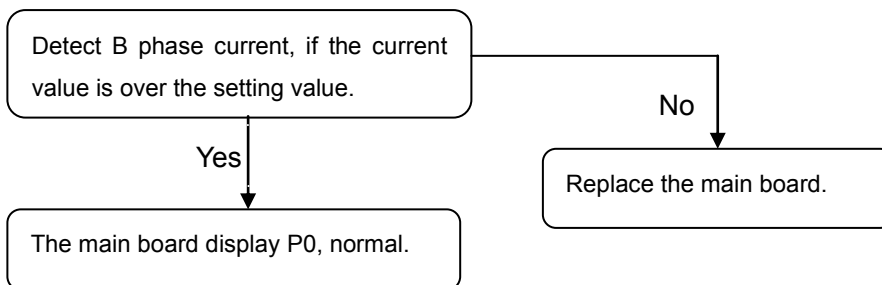 Detect B phase current, if the current
value is over the setting value.
No
Yes
Replace the main board.
The main board display P0, normal.